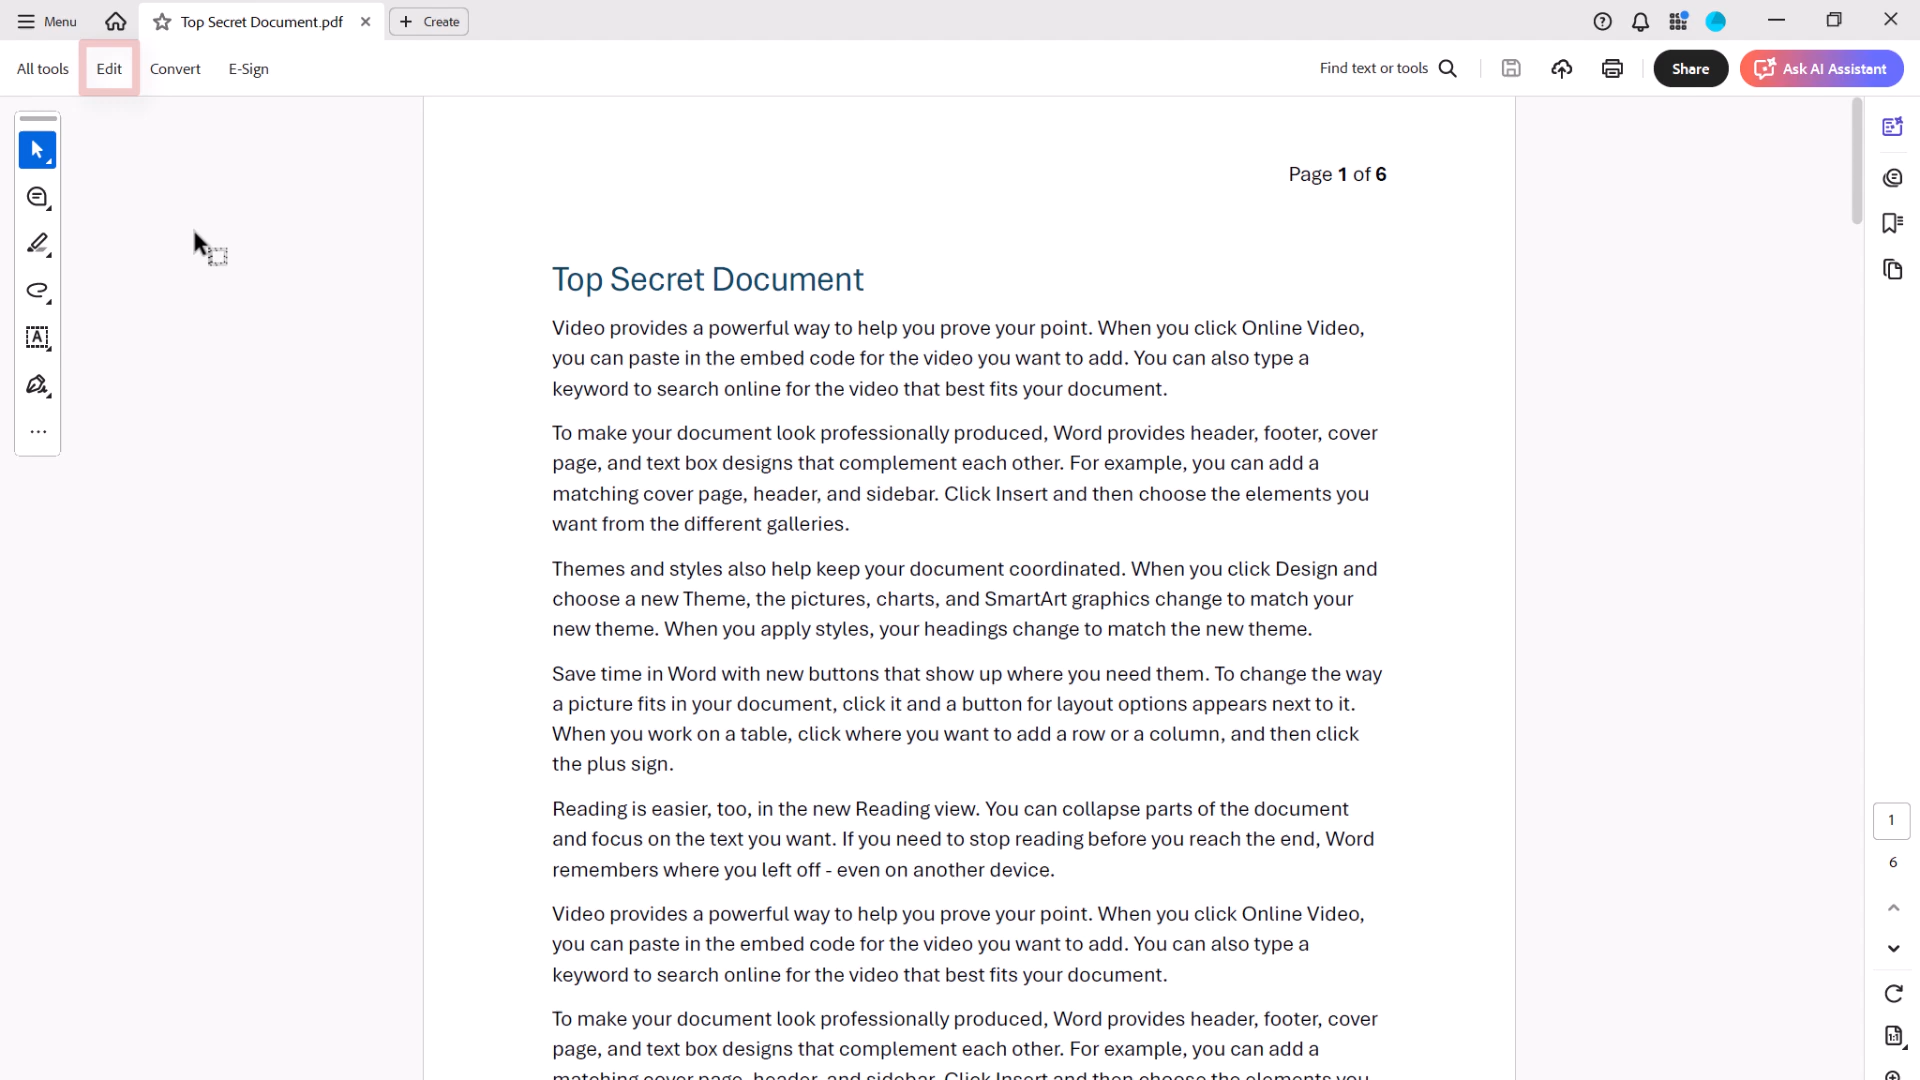 Menu
Top Secret Document.pdf
Create
All tools
Edit
Convert
E-Sign
Find text or tools
Share
Ask AI Assistant
Page 1 of 6
Top Secret Document
Video provides a powerful way to help you prove your point. When you click Online Video,
you can paste in the embed code for the video you want to add. You can also type a
keyword to search online for the video that best fits your document.
To make your document look professionally produced, Word provides header, footer, cover
page, and text box designs that complement each other. For example, you can add a
matching cover page, header, and sidebar. Click Insert and then choose the elements you
want from the different galleries.
Themes and styles also help keep your document coordinated. When you click Design and
choose a new Theme, the pictures, charts, and SmartArt graphics change to match your
new theme. When you apply styles, your headings change to match the new theme.
Save time in Word with new buttons that show up where you need them. To change the way
a picture fits in your document, click it and a button for layout options appears next to it.
When you work on a table, click where you want to add a row or a column, and then click
the plus sign.
Reading is easier, too, in the new Reading view. You can collapse parts of the document
and focus on the text you want. If you need to stop reading before you reach the end, Word
remembers where you left off - even on another device.
Video provides a powerful way to help you prove your point. When you click Online Video,
you can paste in the embed code for the video you want to add. You can also type a
keyword to search online for the video that best fits your document.
To make your document look professionally produced, Word provides header, footer, cover
page, and text box designs that complement each other. For example, you can add a
matching cover page, header, and sidebar. Click Insert and then choose the elements you
1
6